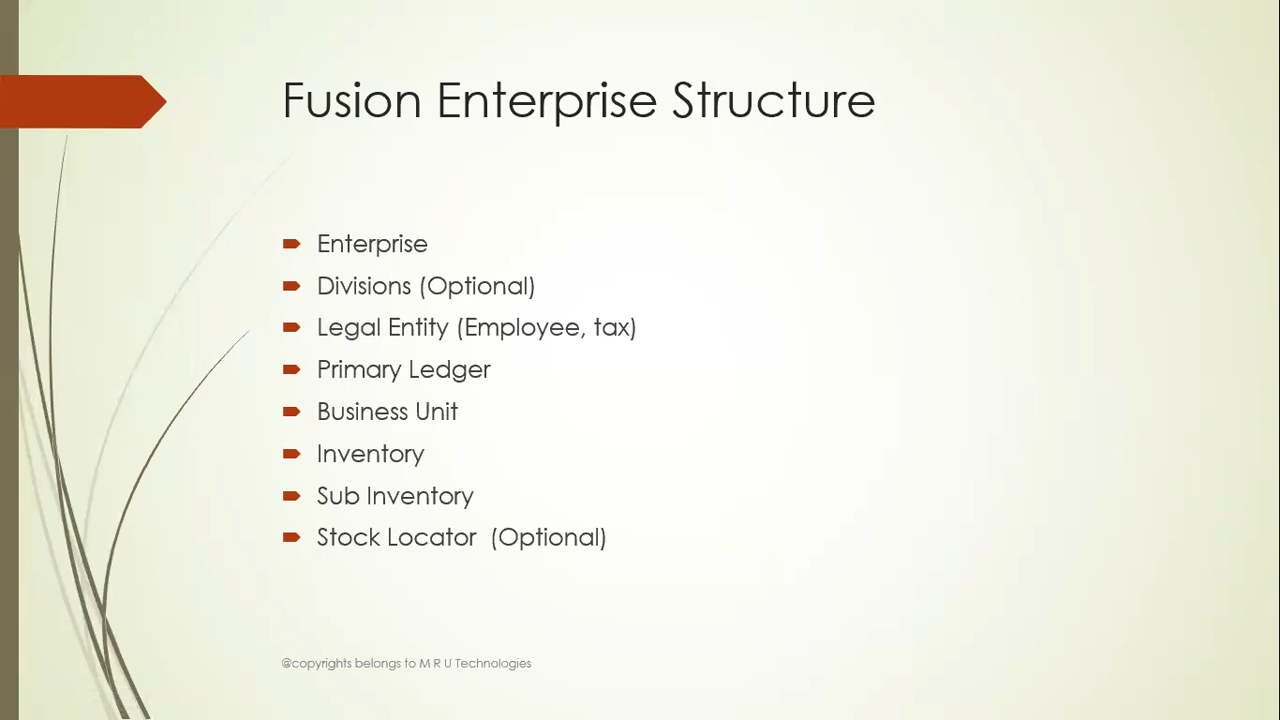 Fusion Enterprise Structure
Enterprise
Divisions (Optional)
Legal Entity (Employee, tax)
Primary Ledger
Business Unit
Inventory
Sub Inventory
Stock Locator  (Optional)
@copyrights belongs to M R U Technologies